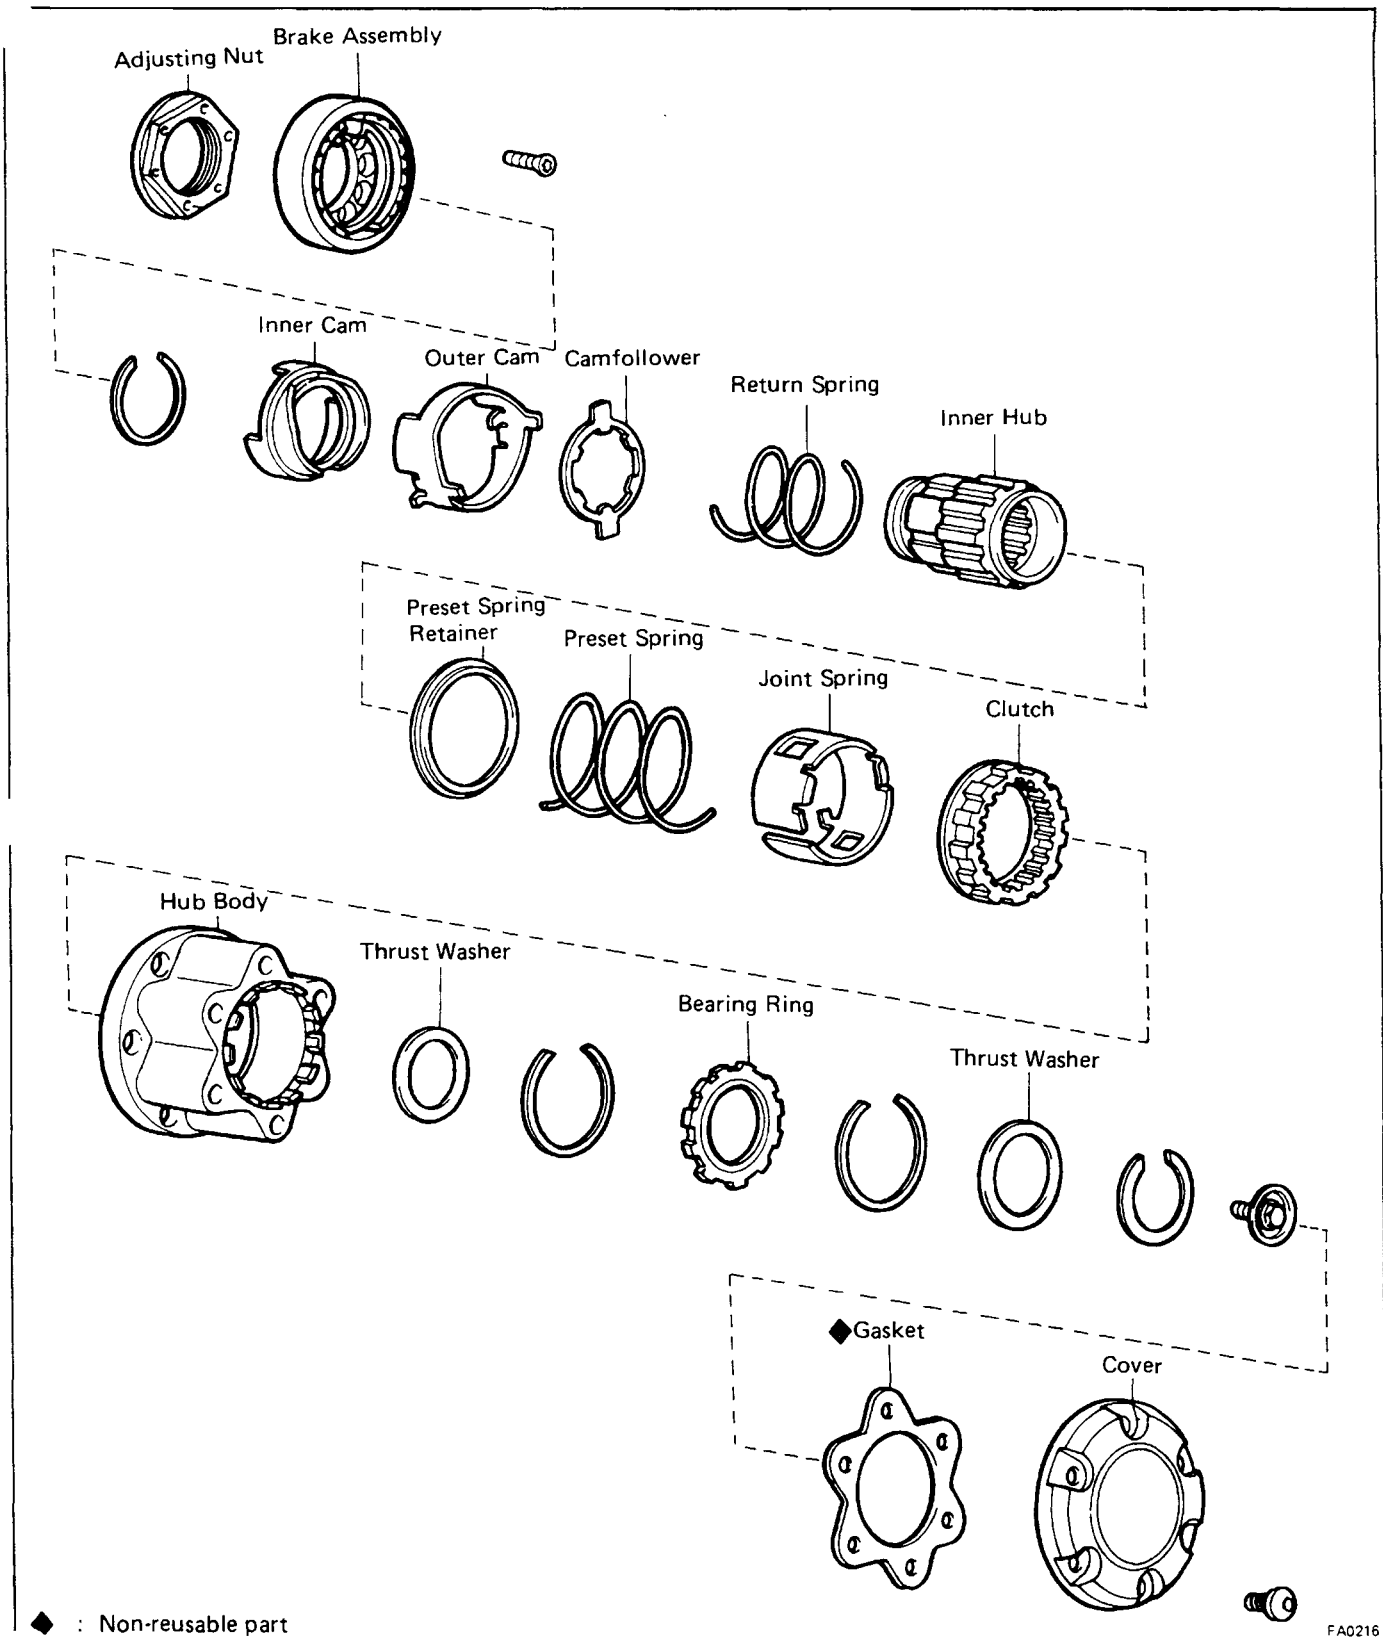 Brake Assembly
Adjusting Nut
Inner Cam
Outer Cam
Camfollower
Return Spring
Inner Hub
Preset Spring
Retainer
Preset Spring
Joint Spring
Clutch
Hub Body
Thrust Washer
Bearing Ring
Thrust Washer
◆Gasket
Cover
◆ : Non-reusable part
FA0216